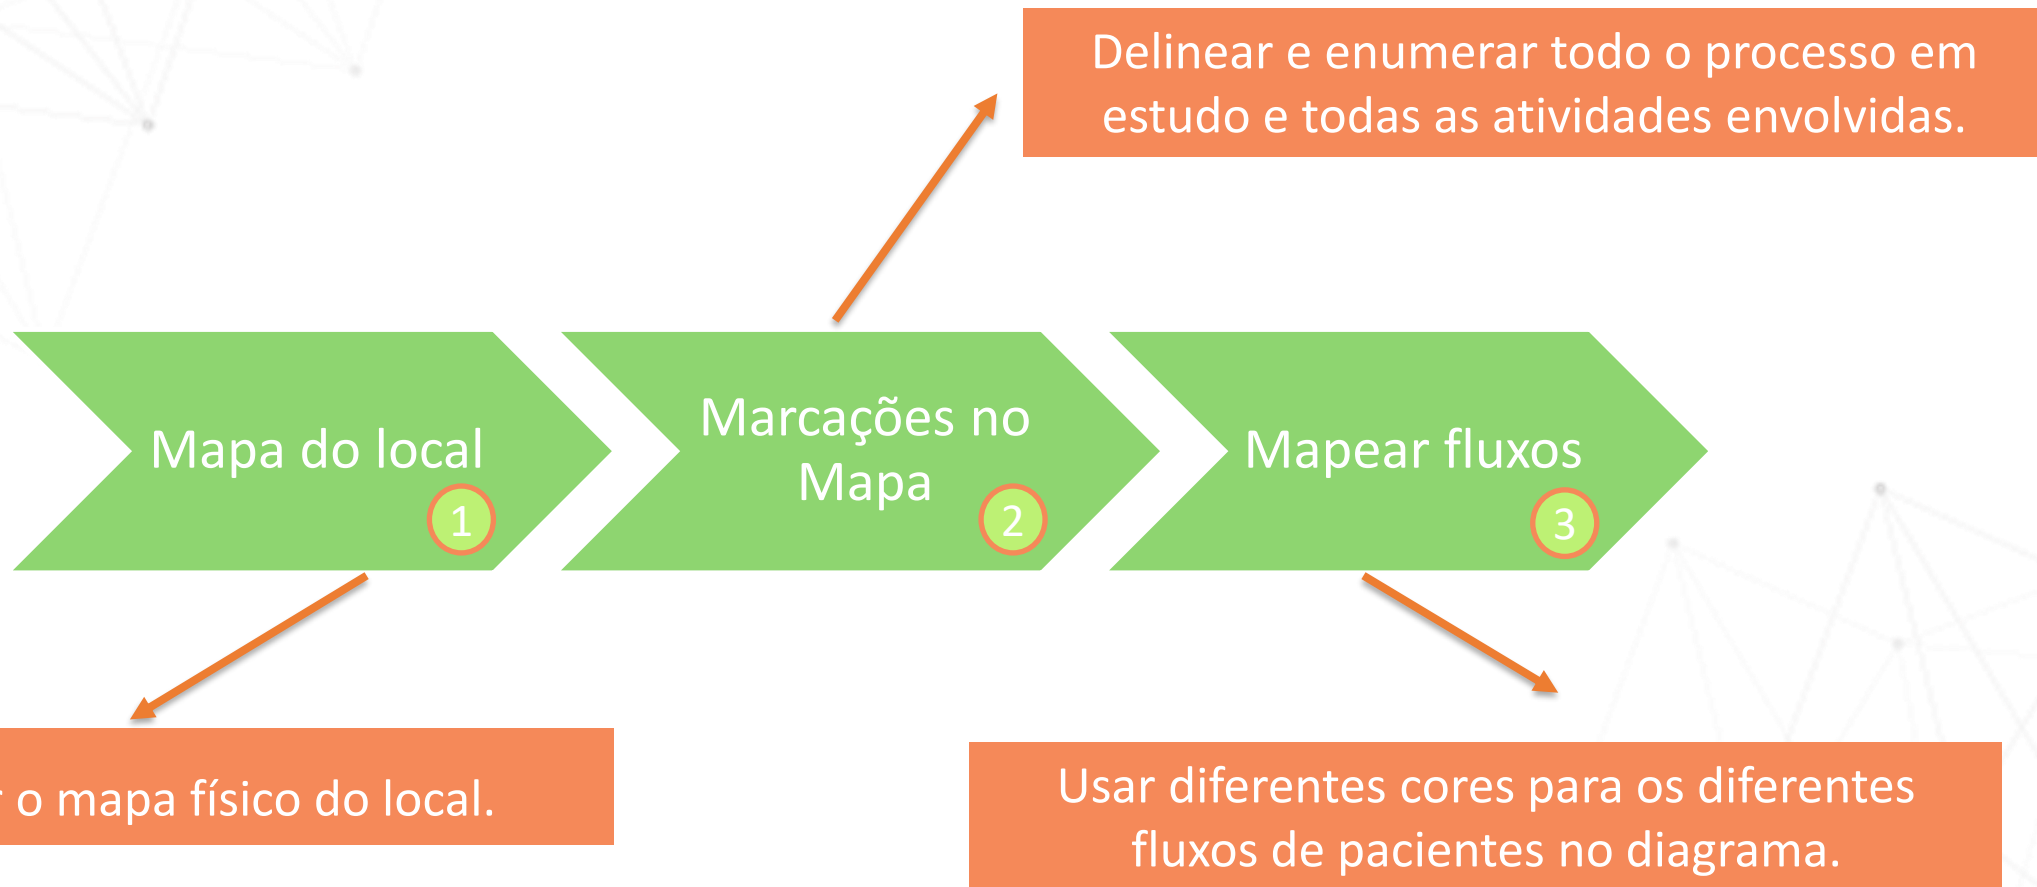 Delinear e enumerar todo o processo em
estudo e todas as atividades envolvidas.
Mapa do local
1
Marcações no
Mapa
2
Mapear fluxos
3
o mapa físico do local.
Usar diferentes cores para os diferentes
fluxos de pacientes no diagrama.